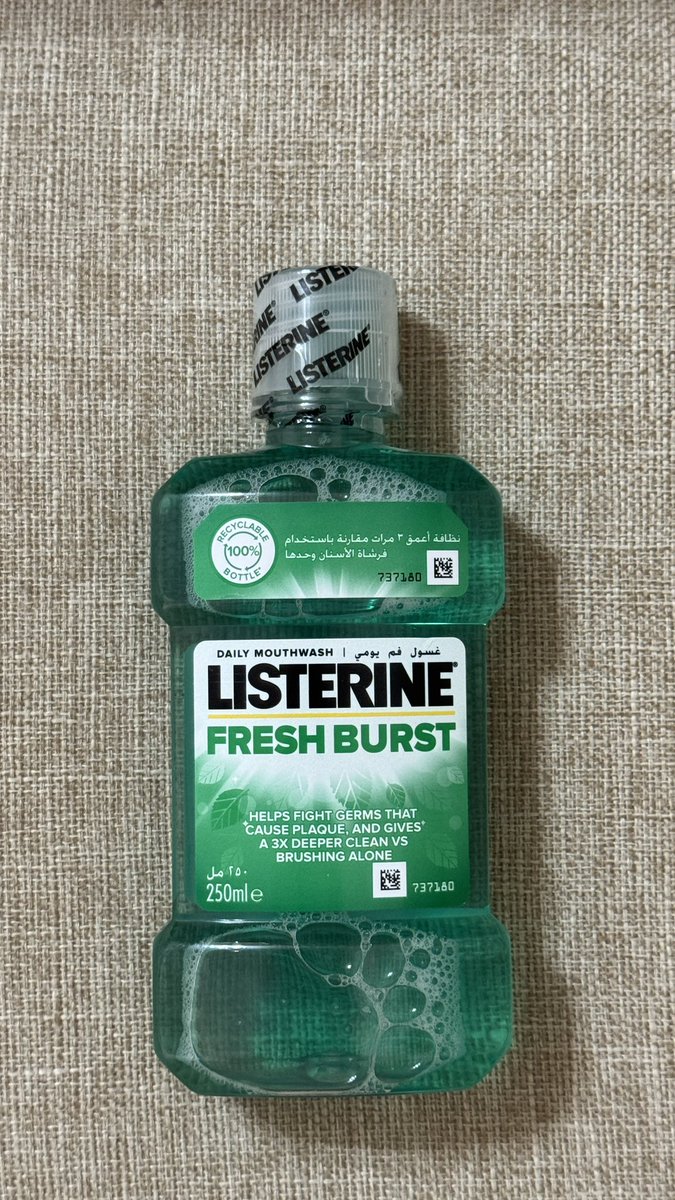 LISTERINE
LISTERINE®
LISTERINE®
RECYCLABLE
100%
BOTTLE*
نظافة أعمق ٣ مرات مقارنة باستخدام
فرشاة الأسنان وحدها
737180
DAILY MOUTHWASH | غسول فم يومي
LISTERINE®
FRESH BURST
HELPS FIGHT GERMS THAT
CAUSE PLAQUE, AND GIVES
A 3X DEEPER CLEAN VS
BRUSHING ALONE
٢٥٠ مل
250ml e
737180